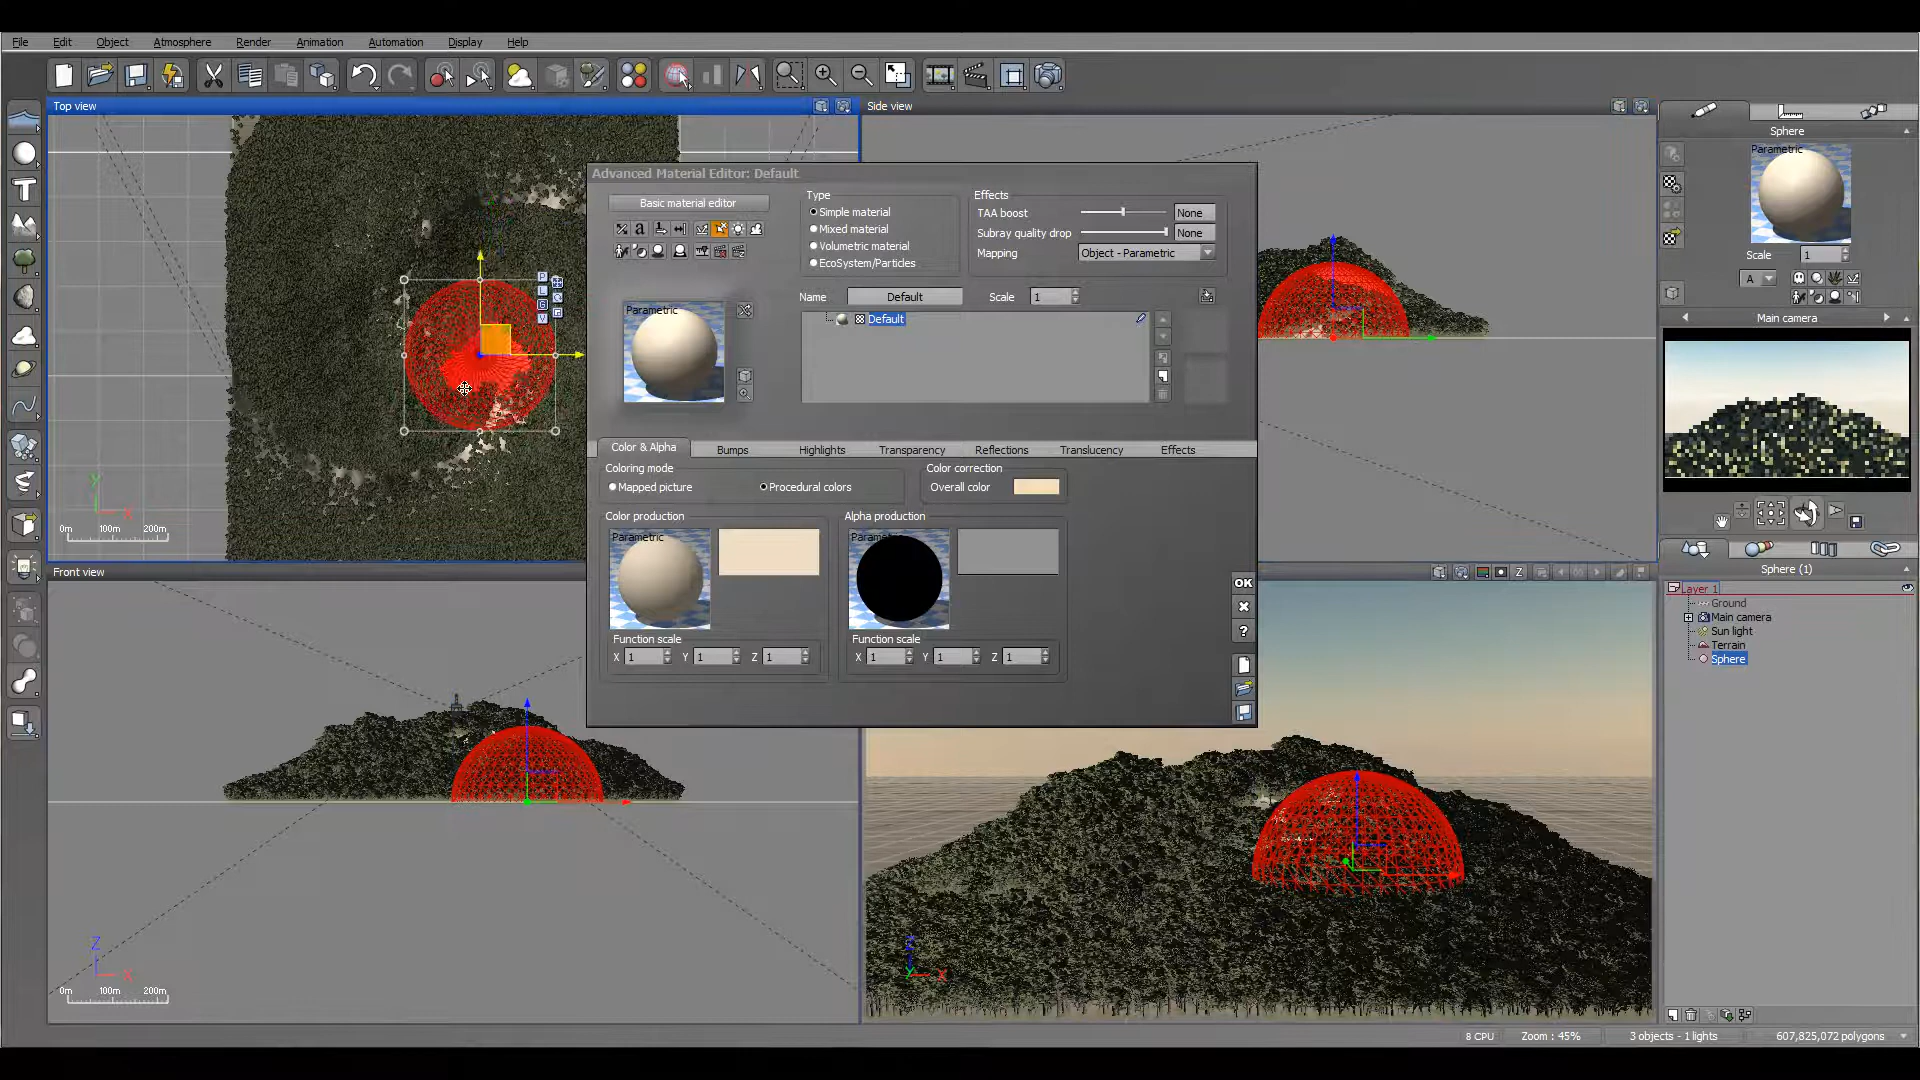 File Edit Object Atmosphere Render Animation Automation Display Help
Top view
Side view
Sphere
Parametric
Scale 1
A
Main camera
Advanced Material Editor: Default
Basic material editor
Type
Simple material
Mixed material
Volumetric material
EcoSystem/Particles
Effects
TAA boost None
Subray quality drop None
Mapping Object - Parametric
Name Default Scale 1
Parametric
Default
Color & Alpha Bumps Highlights Transparency Reflections Translucency Effects
Coloring mode
Mapped picture Procedural colors
Color correction
Overall color
Color production
Parametric
Function scale
X 1 Y 1 Z 1
Alpha production
Function scale
X 1 Y 1 Z 1
OK
?
P
L
G
V
Y
X
0m 100m 200m
Front view
Z
X
0m 100m 200m
Z
Z
Y
X
Sphere (1)
Layer 1
Ground
Main camera
Sun light
Terrain
Sphere
8 CPU Zoom : 45% 3 objects - 1 lights 607,825,072 polygons